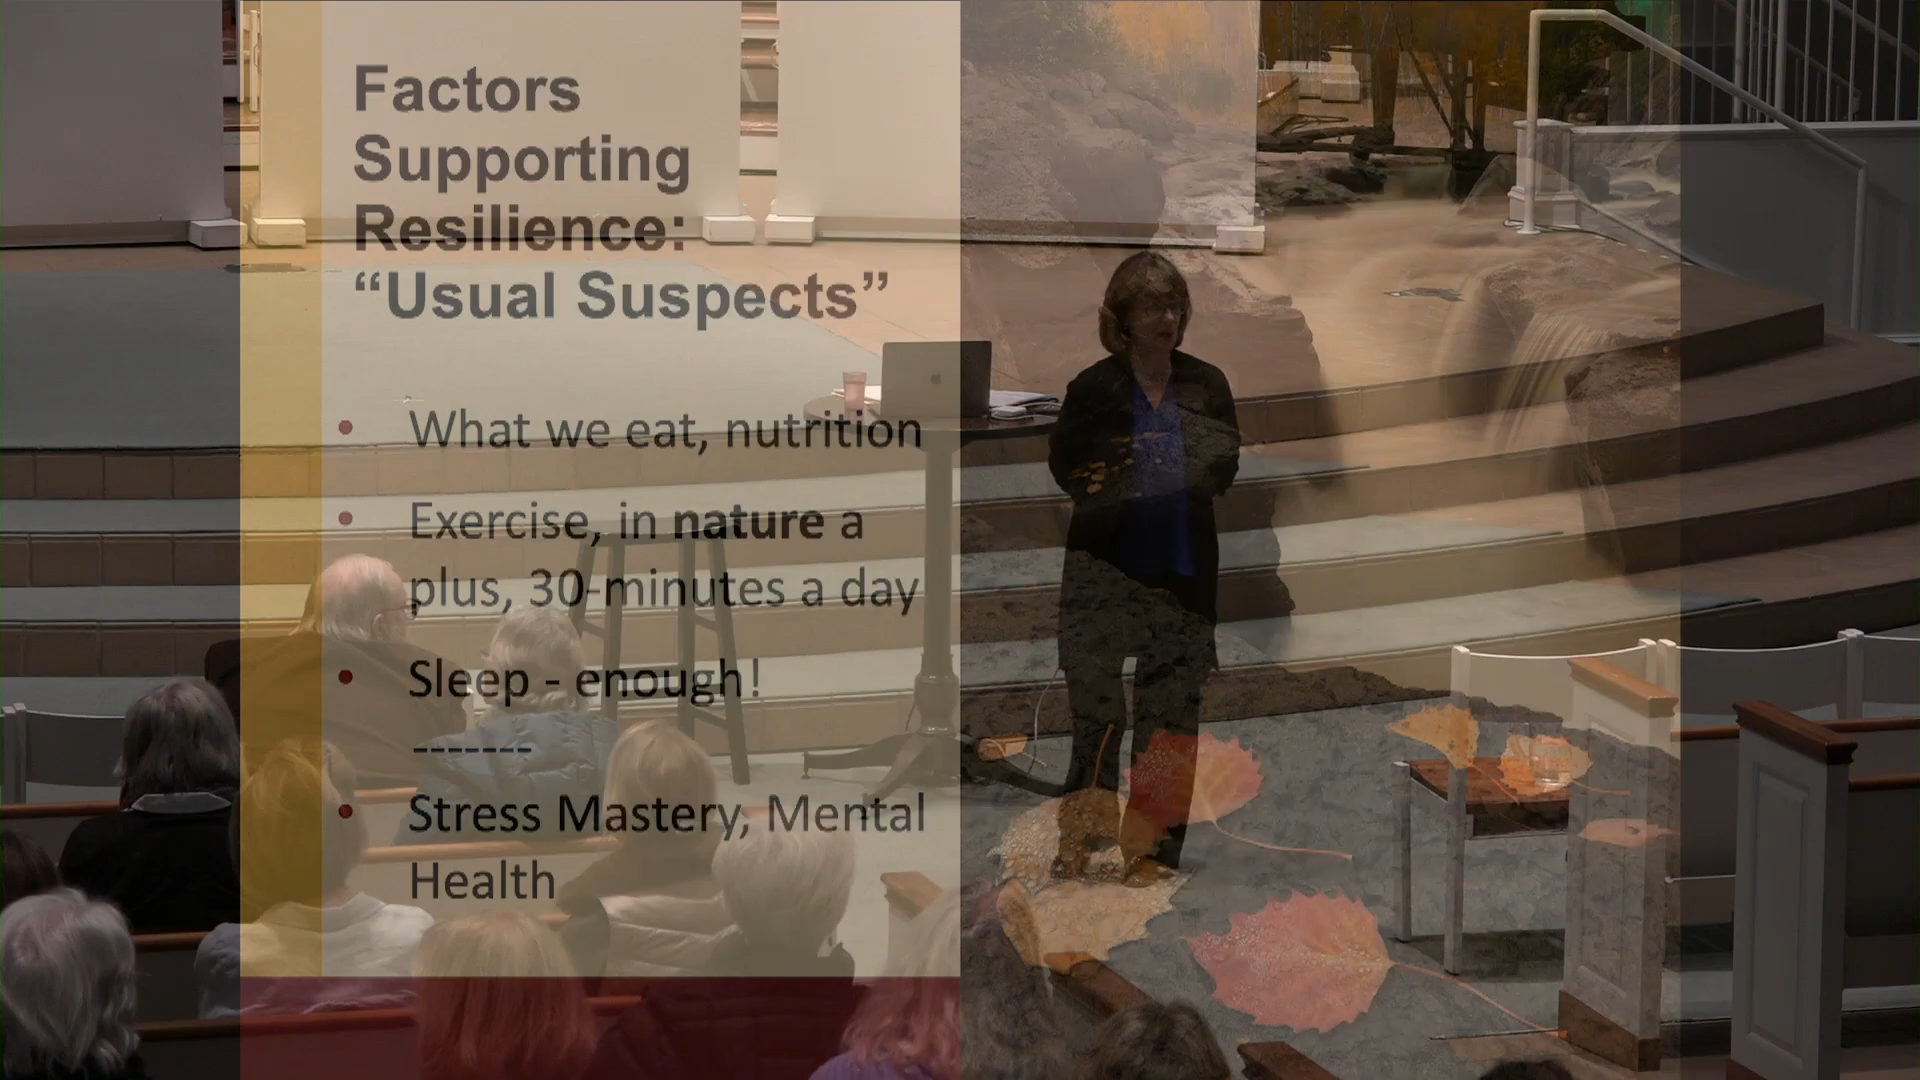 Factors
Supporting
Resilience:
“Usual Suspects”
• What we eat, nutrition
• Exercise, in nature a
plus, 30-minutes a day
• Sleep - enough!
-------
• Stress Mastery, Mental
Health